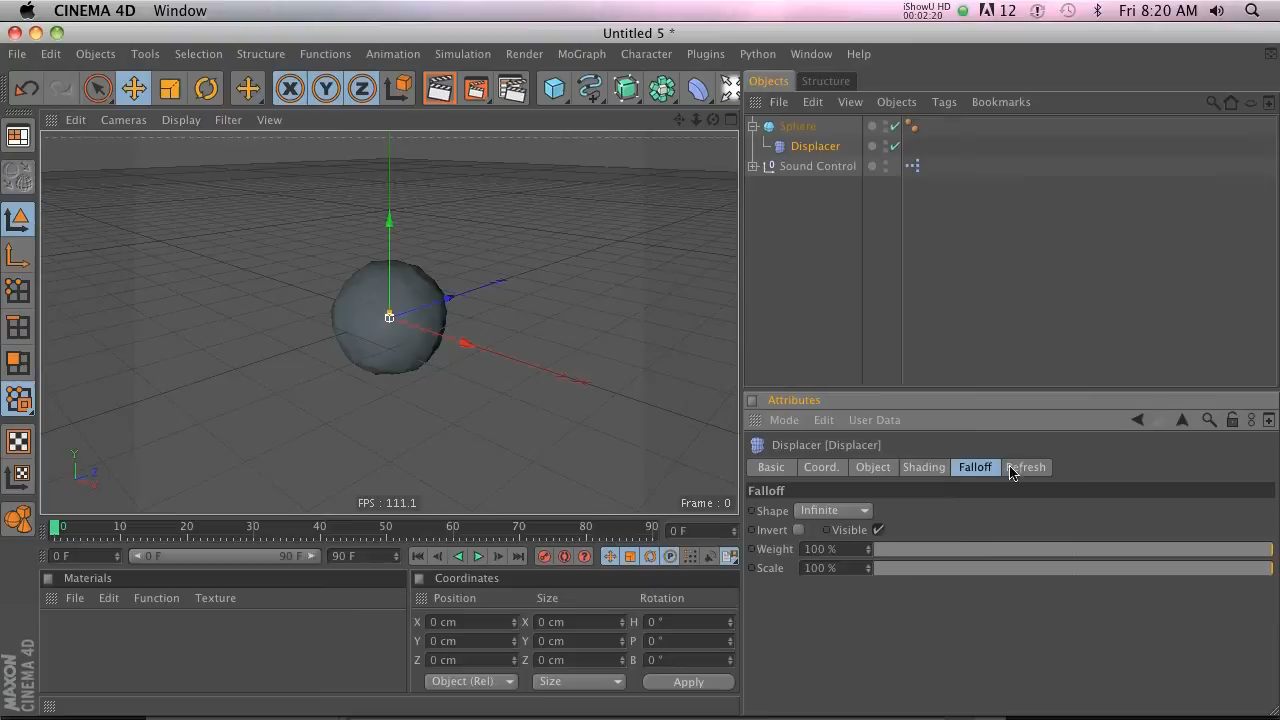 CINEMA 4D Window
iShowU HD
00:02:20
12
Fri 8:20 AM
Untitled 5 *
File Edit Objects Tools Selection Structure Functions Animation Simulation Render MoGraph Character Plugins Python Window Help
X Y Z
Objects Structure
File Edit View Objects Tags Bookmarks
Edit Cameras Display Filter View
Sphere
Displacer
0 Sound Control
Attributes
Mode Edit User Data
Displacer [Displacer]
Basic Coord. Object Shading Falloff Refresh
Falloff
Shape Infinite
Invert Visible
Weight 100 %
Scale 100 %
Y Z X
FPS : 111.1
Frame : 0
0 10 20 30 40 50 60 70 80 90 0 F
0 F 0 F 90 F 90 F
Materials
File Edit Function Texture
Coordinates
Position Size Rotation
X 0 cm X 0 cm H 0 °
Y 0 cm Y 0 cm P 0 °
Z 0 cm Z 0 cm B 0 °
Object (Rel) Size Apply
MAXON
CINEMA 4D